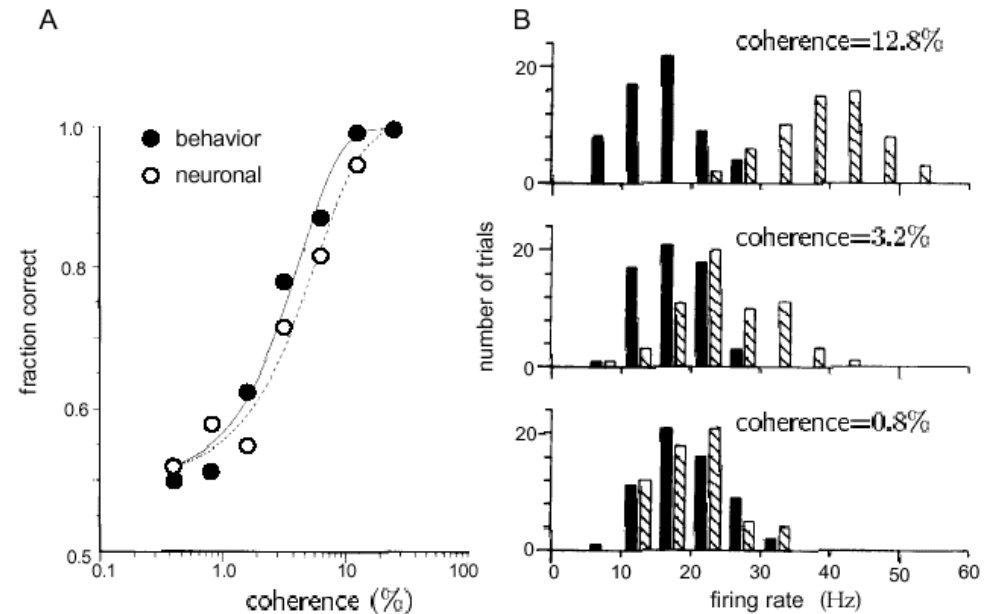 A
behavior
neuronal
fraction correct
1.0
0.8
0.6
0.5
0.1
1.0
10
100
coherence (%)
B
number of trials
coherence=12.8%
20
0
coherence=3.2%
20
0
coherence=0.8%
20
0
0
10
20
30
40
50
60
firing rate (Hz)